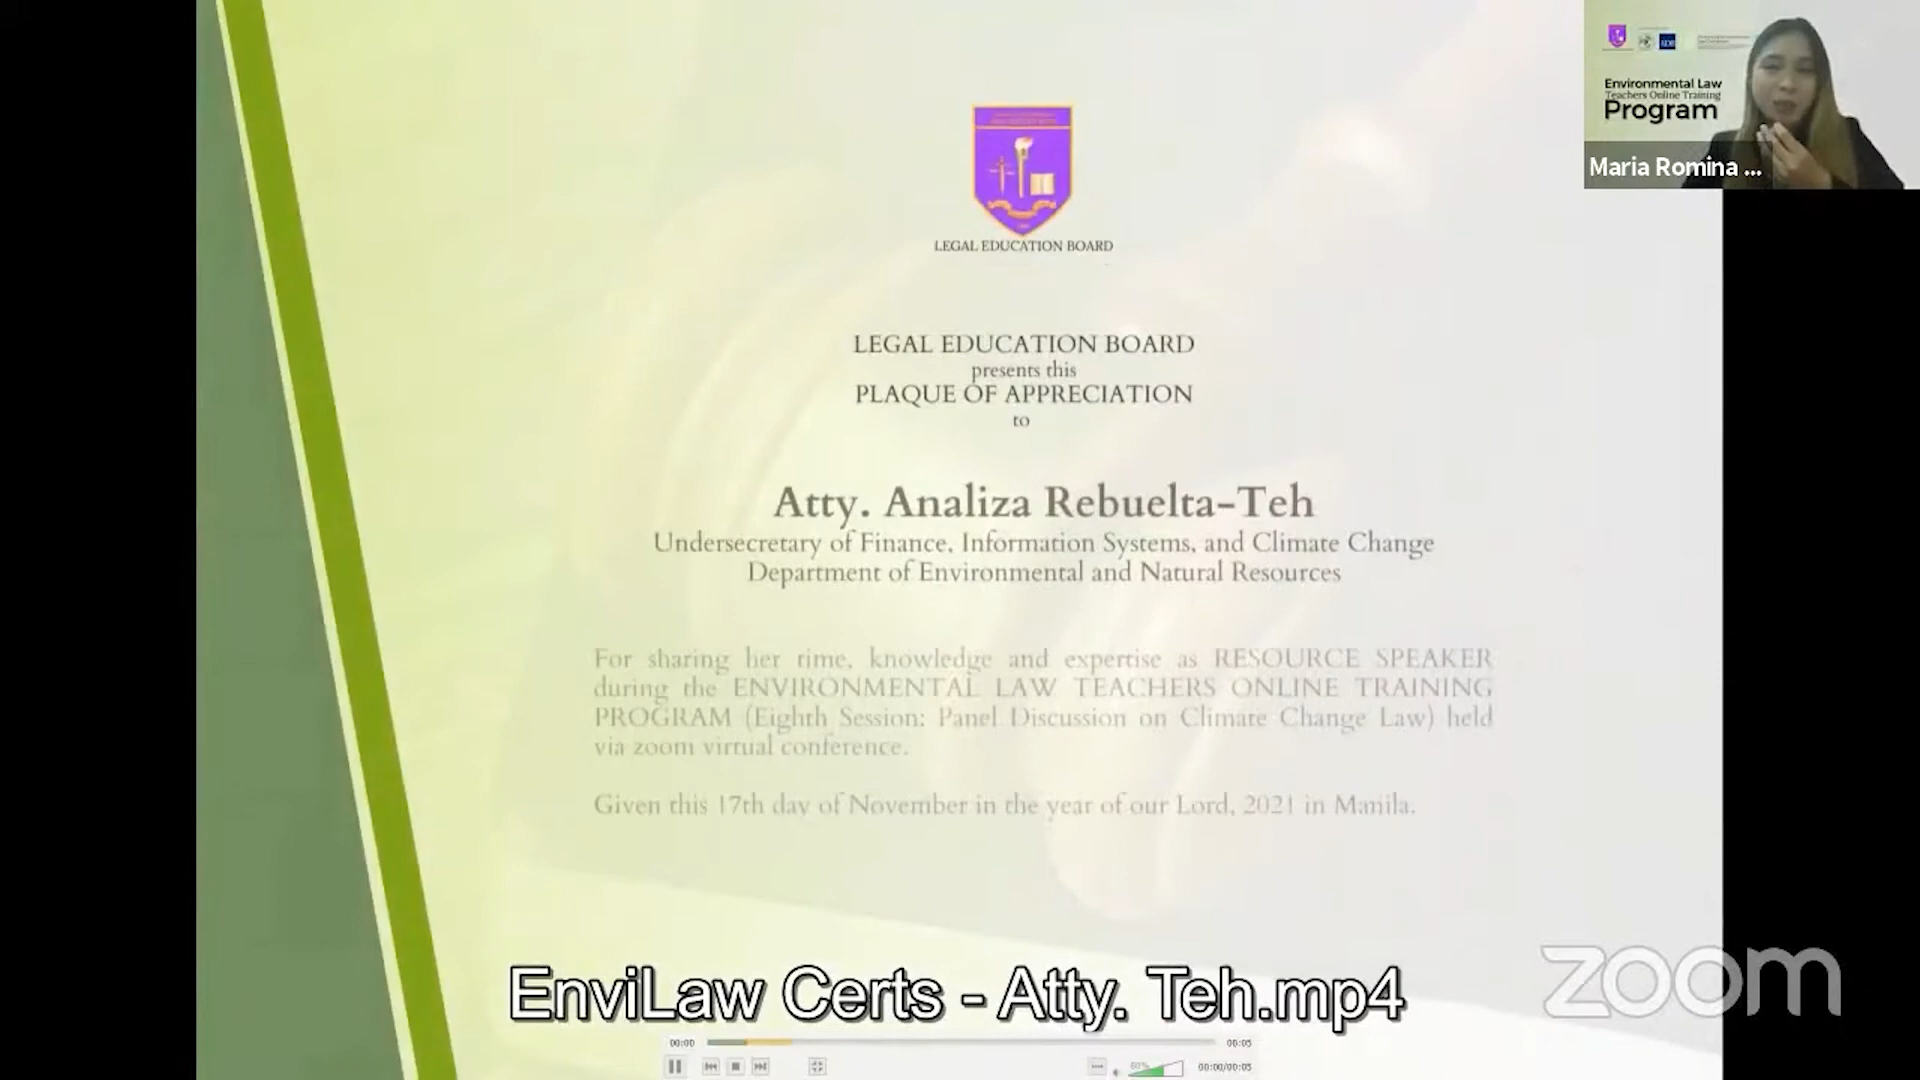 Environmental Law
Teachers Online Training
Program
Maria Romina ...
LEGAL EDUCATION BOARD
LEGAL EDUCATION BOARD
presents this
PLAQUE OF APPRECIATION
to
Atty. Analiza Rebuelta-Teh
Undersecretary of Finance, Information Systems, and Climate Change
Department of Environmental and Natural Resources
For sharing her time, knowledge and expertise as RESOURCE SPEAKER
during the ENVIRONMENTAL LAW TEACHERS ONLINE TRAINING
PROGRAM (Eighth Session: Panel Discussion on Climate Change Law) held
via zoom virtual conference.
Given this 17th day of November in the year of our Lord, 2021 in Manila.
EnviLaw Certs - Atty. Teh.mp4
zoom
00:00
00:05
00:00/00:05